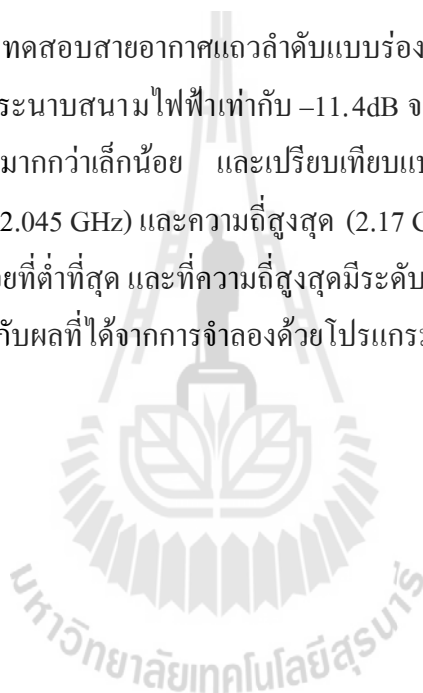 ทดสอบสายอากาศแถวลำดับแบบร่อง
ระนาบสนามไฟฟ้าเท่ากับ –11.4dB จ
มากกว่าเล็กน้อย และเปรียบเทียบแบ
2.045 GHz) และความถี่สูงสุด (2.17 G
อยที่ต่ำที่สุด และที่ความถี่สูงสุดมีระดับ
กับผลที่ได้จากการจำลองด้วยโปรแกรม
มหาวิทยาลัยเทคโนโลยีสุรนารี